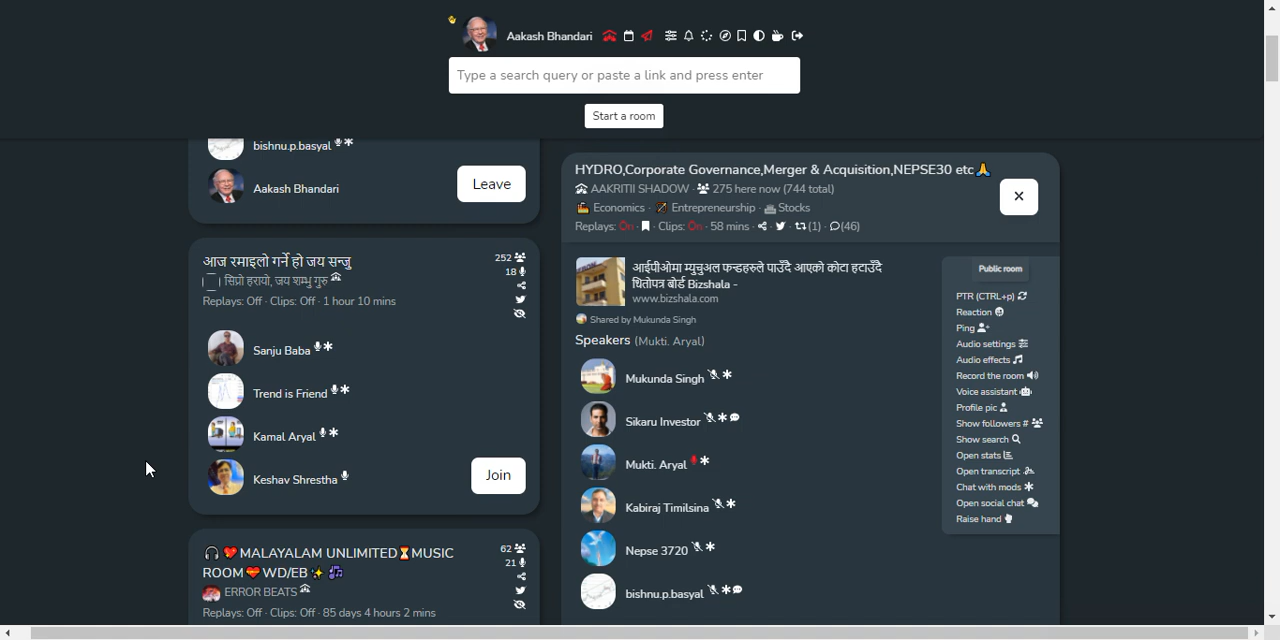 Aakash Bhandari
Type a search query or paste a link and press enter
Start a room
bishnu.p.basyal
Aakash Bhandari
Leave
आज रमाइलो गर्ने हो जय सन्जु
सिप्रो हरायो, जय शम्भु गुरु
Replays: Off · Clips: Off · 1 hour 10 mins
252
18
Sanju Baba
Trend is Friend
Kamal Aryal
Keshav Shrestha
Join
MALAYALAM UNLIMITED MUSIC
ROOM WD/EB
ERROR BEATS
Replays: Off · Clips: Off · 85 days 4 hours 2 mins
62
21
HYDRO,Corporate Governance,Merger & Acquisition,NEPSE30 etc
AAKRITII SHADOW · 275 here now (744 total)
Economics · Entrepreneurship · Stocks
Replays: On · Clips: On · 58 mins · (1) · (46)
आईपीओमा म्युचुअल फन्डहरुले पाउँदै आएको कोटा हटाउँदै
धितोपत्र बोर्ड Bizshala -
www.bizshala.com
Shared by Mukunda Singh
Speakers (Mukti. Aryal)
Mukunda Singh
Sikaru Investor
Mukti. Aryal
Kabiraj Timilsina
Nepse 3720
bishnu.p.basyal
Public room
PTR (CTRL+p)
Reaction
Ping
Audio settings
Audio effects
Record the room
Voice assistant
Profile pic
Show followers #
Show search
Open stats
Open transcript
Chat with mods
Open social chat
Raise hand